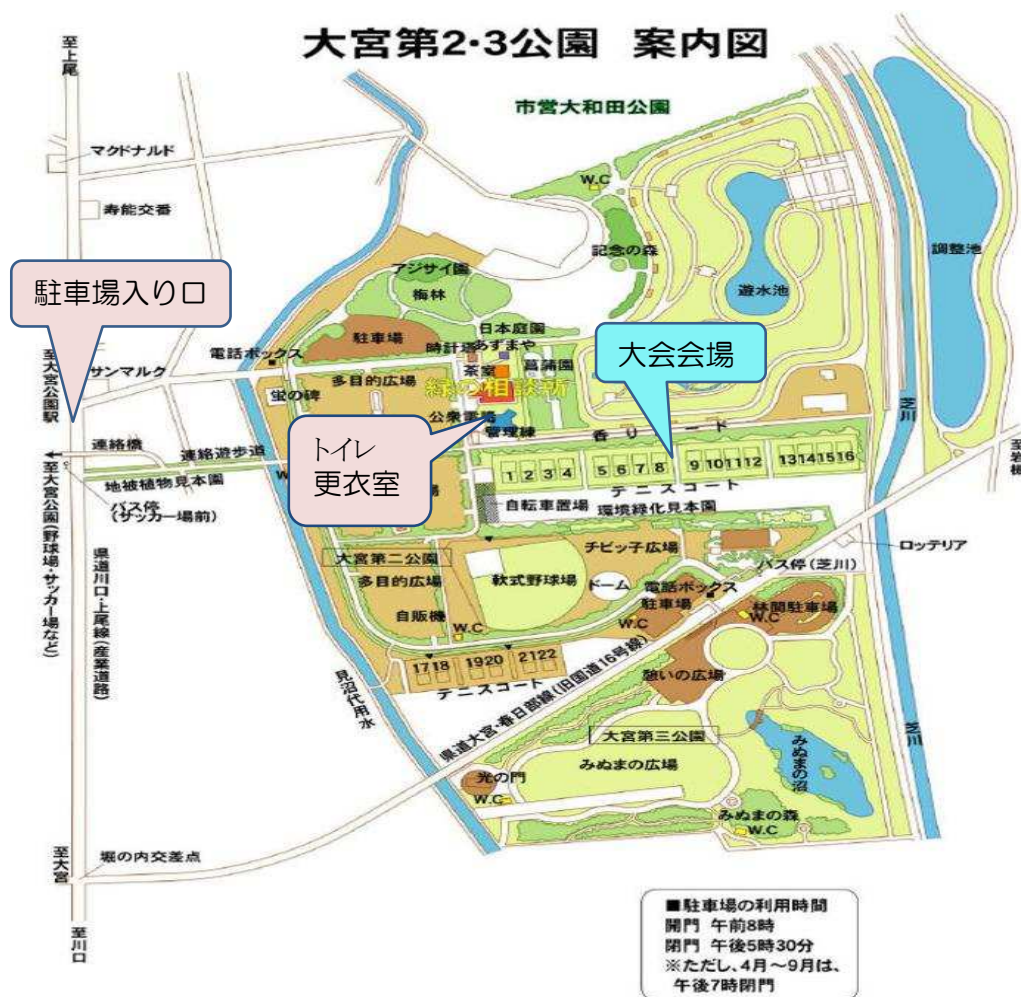 大宮第2・3公園 案内図
至上尾
市営大和田公園
マクドナルド
W.C
寿能交番
記念の森
調整池
アジサイ園
駐車場入り口
梅林
遊水池
日本庭園
駐車場
あずまや
大会会場
時計塔
電話ボックス
至大宮公園駅
サンマルク
茶室
菖蒲園
多目的広場
緑の相談所
蛍の碑
芝川
公衆電話
管理棟
香りロード
連絡橋
連絡遊歩道
トイレ
更衣室
至岩槻
1 2 3 4 5 6 7 8 9 10 11 12 13 14 15 16
地被植物見本園
テニスコート
自転車置場
環境緑化見本園
バス停
(サッカー場前)
至大宮公園(野球場・サッカー場など)
ロッテリア
チビッ子広場
大宮第二公園
バス停(芝川)
県道川口・上尾線(産業道路)
多目的広場
軟式野球場
ドーム
電話ボックス
駐車場
林間駐車場
自販機
W.C
W.C
W.C
17 18 19 20 21 22
憩いの広場
テニスコート
見沼代用水
県道大宮・春日部線(旧国道16号線)
芝川
大宮第三公園
みぬまの沼
みぬまの広場
光の門
W.C
みぬまの森
W.C
至大宮
堀の内交差点
至川口
■駐車場の利用時間
開門 午前8時
閉門 午後5時30分
※ただし、4月～9月は、
午後7時閉門